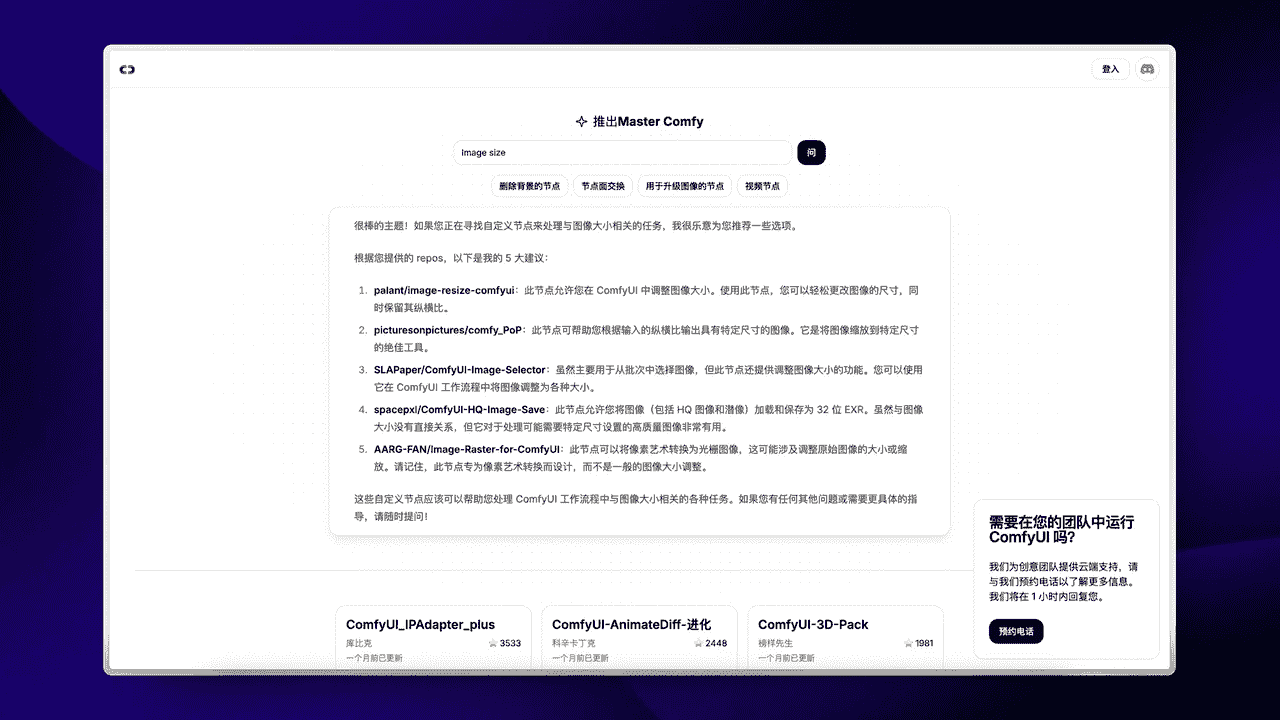 登入
推出Master Comfy
Image size
问
删除背景的节点
节点面交换
用于升级图像的节点
视频节点
很棒的主题！如果您正在寻找自定义节点来处理与图像大小相关的任务，我很乐意为您推荐一些选项。
根据您提供的 repos，以下是我的 5 大建议：
1. palant/image-resize-comfyui：此节点允许您在 ComfyUI 中调整图像大小。使用此节点，您可以轻松更改图像的尺寸，同
时保留其纵横比。
2. picturesonpictures/comfy_PoP：此节点可帮助您根据输入的纵横比输出具有特定尺寸的图像。它是将图像缩放到特定尺寸
的绝佳工具。
3. SLAPaper/ComfyUI-Image-Selector：虽然主要用于从批次中选择图像，但此节点还提供调整图像大小的功能。您可以使用
它在 ComfyUI 工作流程中将图像调整为各种大小。
4. spacepxl/ComfyUI-HQ-Image-Save：此节点允许您将图像（包括 HQ 图像和潜像）加载和保存为 32 位 EXR。虽然与图像
大小没有直接关系，但它对于处理可能需要特定尺寸设置的高质量图像非常有用。
5. AARG-FAN/Image-Raster-for-ComfyUI：此节点可以将像素艺术转换为光栅图像，这可能涉及调整原始图像的大小或缩
放。请记住，此节点专为像素艺术转换而设计，而不是一般的图像大小调整。
这些自定义节点应该可以帮助您处理 ComfyUI 工作流程中与图像大小相关的各种任务。如果您有任何其他问题或需要更具体的指
导，请随时提问！
需要在您的团队中运行
ComfyUI 吗？
我们为创意团队提供云端支持，请
与我们预约电话以了解更多信息。
我们将在 1 小时内回复您。
预约电话
ComfyUI_IPAdapter_plus
库比克
3533
一个月前已更新
ComfyUI-AnimateDiff-进化
科辛卡丁克
2448
一个月前已更新
ComfyUI-3D-Pack
榜样先生
1981
一个月前已更新